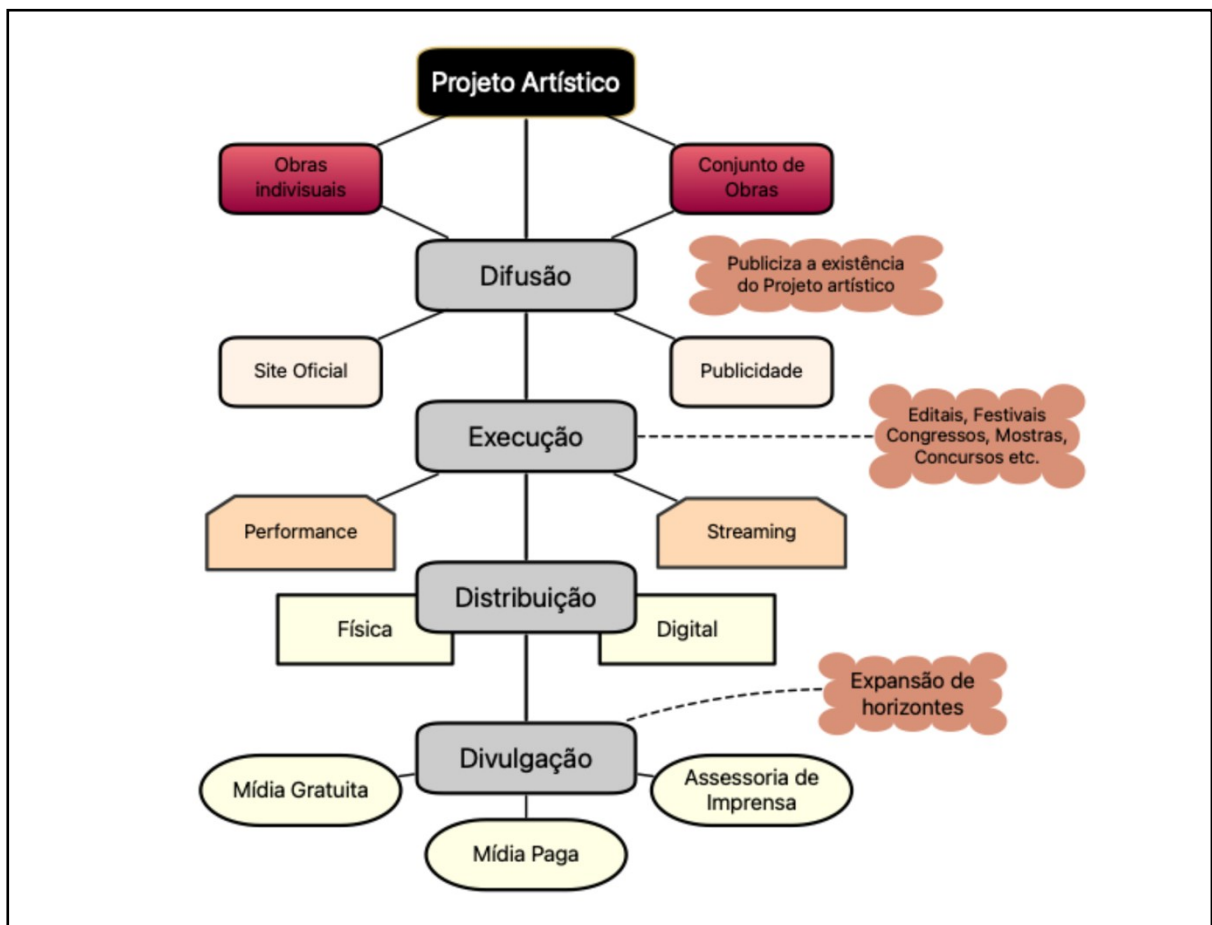 Projeto Artístico
Obras
indivisuais
Conjunto de
Obras
Difusão
Publiciza a existência
do Projeto artístico
Site Oficial
Publicidade
Execução
Editais, Festivais
Congressos, Mostras,
Concursos etc.
Performance
Streaming
Distribuição
Física
Digital
Expansão de
horizontes
Divulgação
Mídia Gratuita
Assessoria de
Imprensa
Mídia Paga